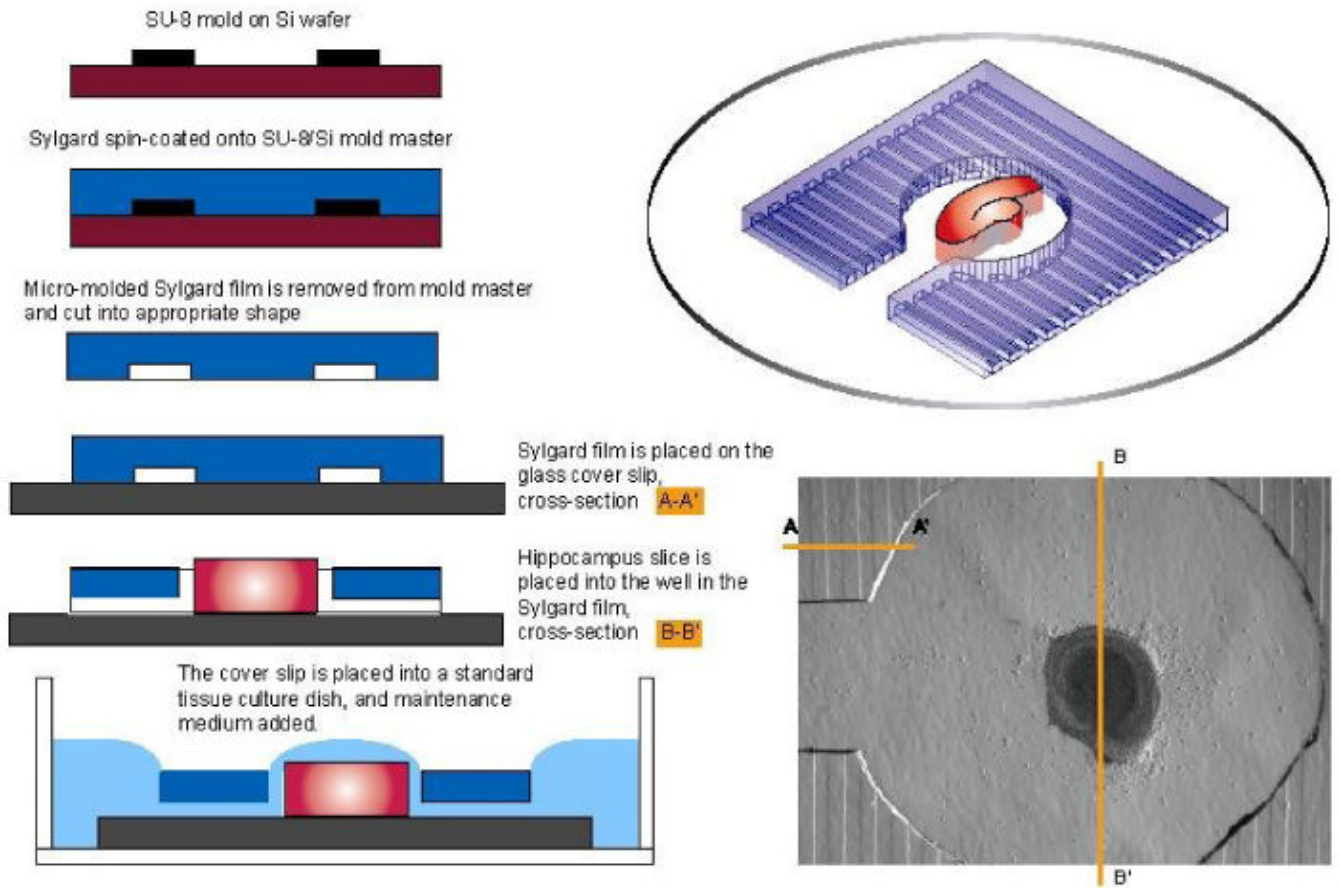 SU-8 mold on Si wafer
Sylgard spin-coated onto SU-8/Si mold master
Micro-molded Sylgard film is removed from mold master
and cut into appropriate shape
Sylgard film is placed on the
glass cover slip,
cross-section A-A'
Hippocampus slice is
placed into the well in the
Sylgard film,
cross-section B-B'
The cover slip is placed into a standard
tissue culture dish, and maintenance
medium added.
B
A A'
B'